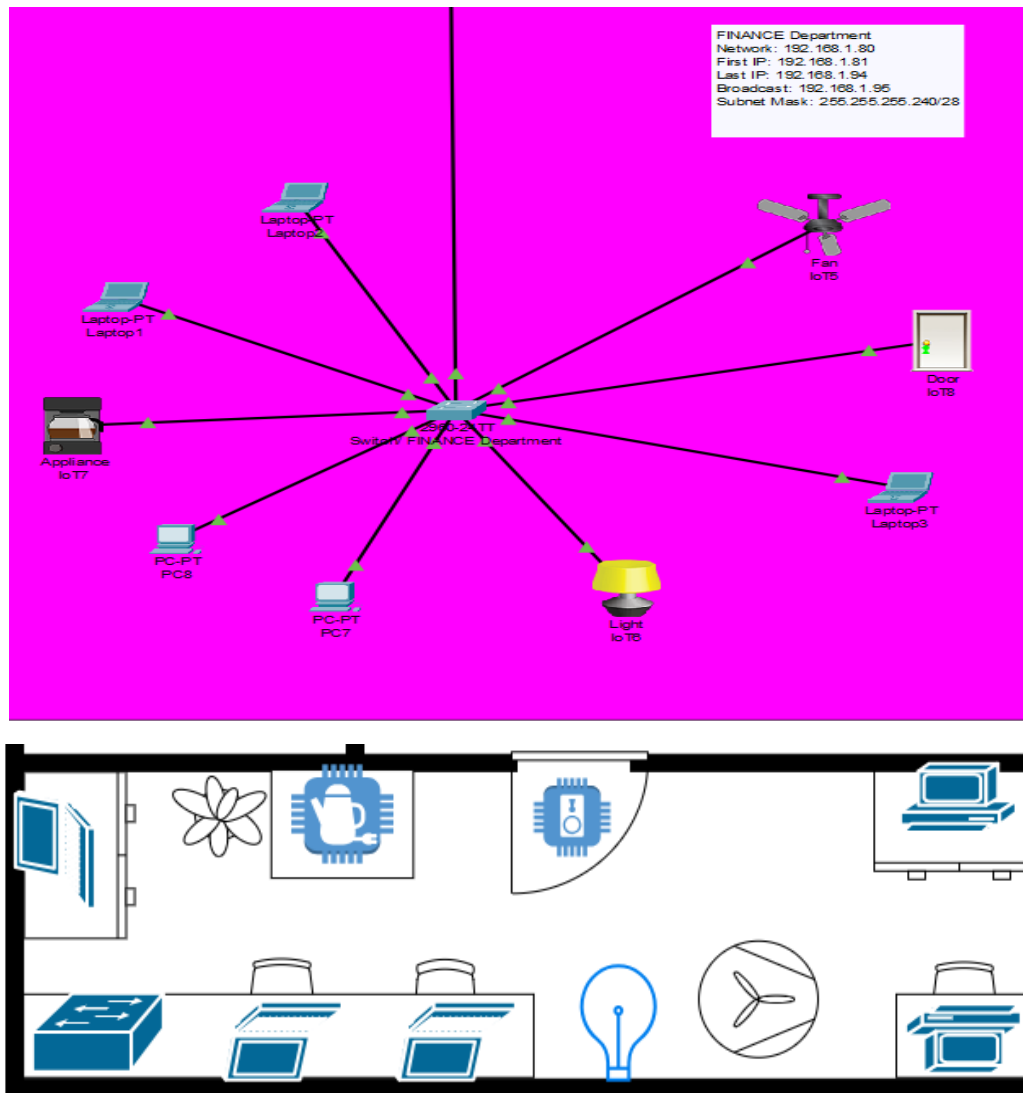 FINANCE Department
Network: 192.168.1.80
First IP: 192.168.1.81
Last IP: 192.168.1.94
Broadcast: 192.168.1.95
Subnet Mask: 255.255.255.240/28
Laptop-PT
Laptop2
Fan
IoT5
Laptop-PT
Laptop1
Door
IoT8
2960-24TT
Switch7 FINANCE Department
Appliance
IoT7
Laptop-PT
Laptop3
PC-PT
PC8
PC-PT
PC7
Light
IoT6